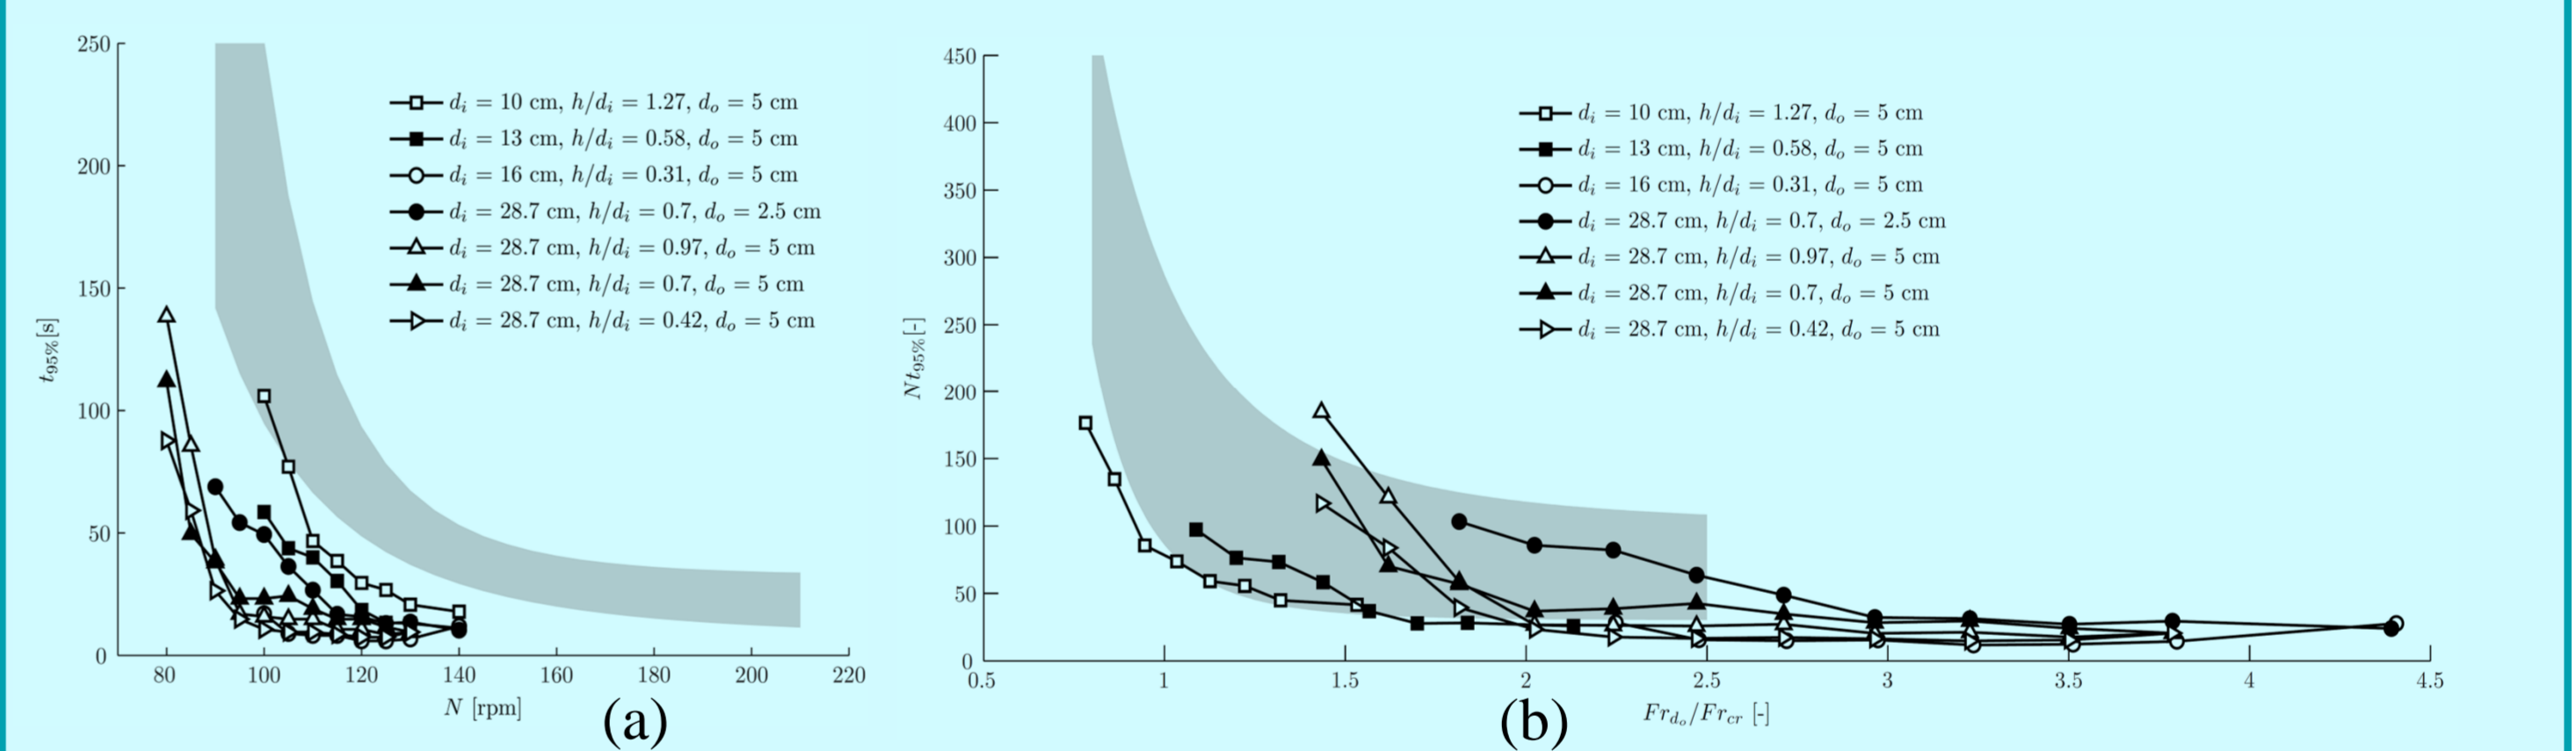 250
200
150
100
50
0
80 100 120 140 160 180 200 220
t95%[s]
N [rpm]
dᵢ = 10 cm, h/dᵢ = 1.27, dₒ = 5 cm
dᵢ = 13 cm, h/dᵢ = 0.58, dₒ = 5 cm
dᵢ = 16 cm, h/dᵢ = 0.31, dₒ = 5 cm
dᵢ = 28.7 cm, h/dᵢ = 0.7, dₒ = 2.5 cm
dᵢ = 28.7 cm, h/dᵢ = 0.97, dₒ = 5 cm
dᵢ = 28.7 cm, h/dᵢ = 0.7, dₒ = 5 cm
dᵢ = 28.7 cm, h/dᵢ = 0.42, dₒ = 5 cm
(a)
450
400
350
300
250
200
150
100
50
0
0.5 1 1.5 2 2.5 3 3.5 4 4.5
Nt95%[-]
Frdₒ/Frcr [-]
dᵢ = 10 cm, h/dᵢ = 1.27, dₒ = 5 cm
dᵢ = 13 cm, h/dᵢ = 0.58, dₒ = 5 cm
dᵢ = 16 cm, h/dᵢ = 0.31, dₒ = 5 cm
dᵢ = 28.7 cm, h/dᵢ = 0.7, dₒ = 2.5 cm
dᵢ = 28.7 cm, h/dᵢ = 0.97, dₒ = 5 cm
dᵢ = 28.7 cm, h/dᵢ = 0.7, dₒ = 5 cm
dᵢ = 28.7 cm, h/dᵢ = 0.42, dₒ = 5 cm
(b)